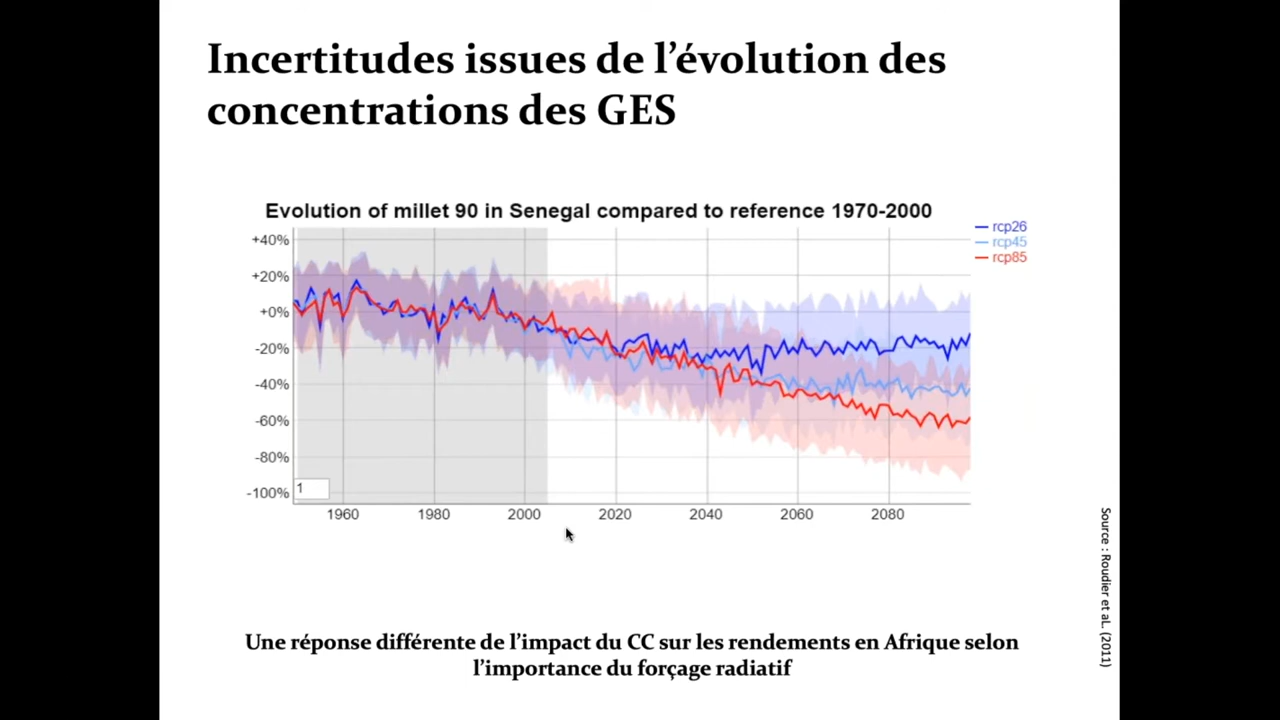 Incertitudes issues de l’évolution des
concentrations des GES
Evolution of millet 90 in Senegal compared to reference 1970-2000
rcp26
rcp45
rcp85
+40%
+20%
+0%
-20%
-40%
-60%
-80%
-100%
1
1960
1980
2000
2020
2040
2060
2080
Source : Roudier et al. (2011)
Une réponse différente de l’impact du CC sur les rendements en Afrique selon
l’importance du forçage radiatif